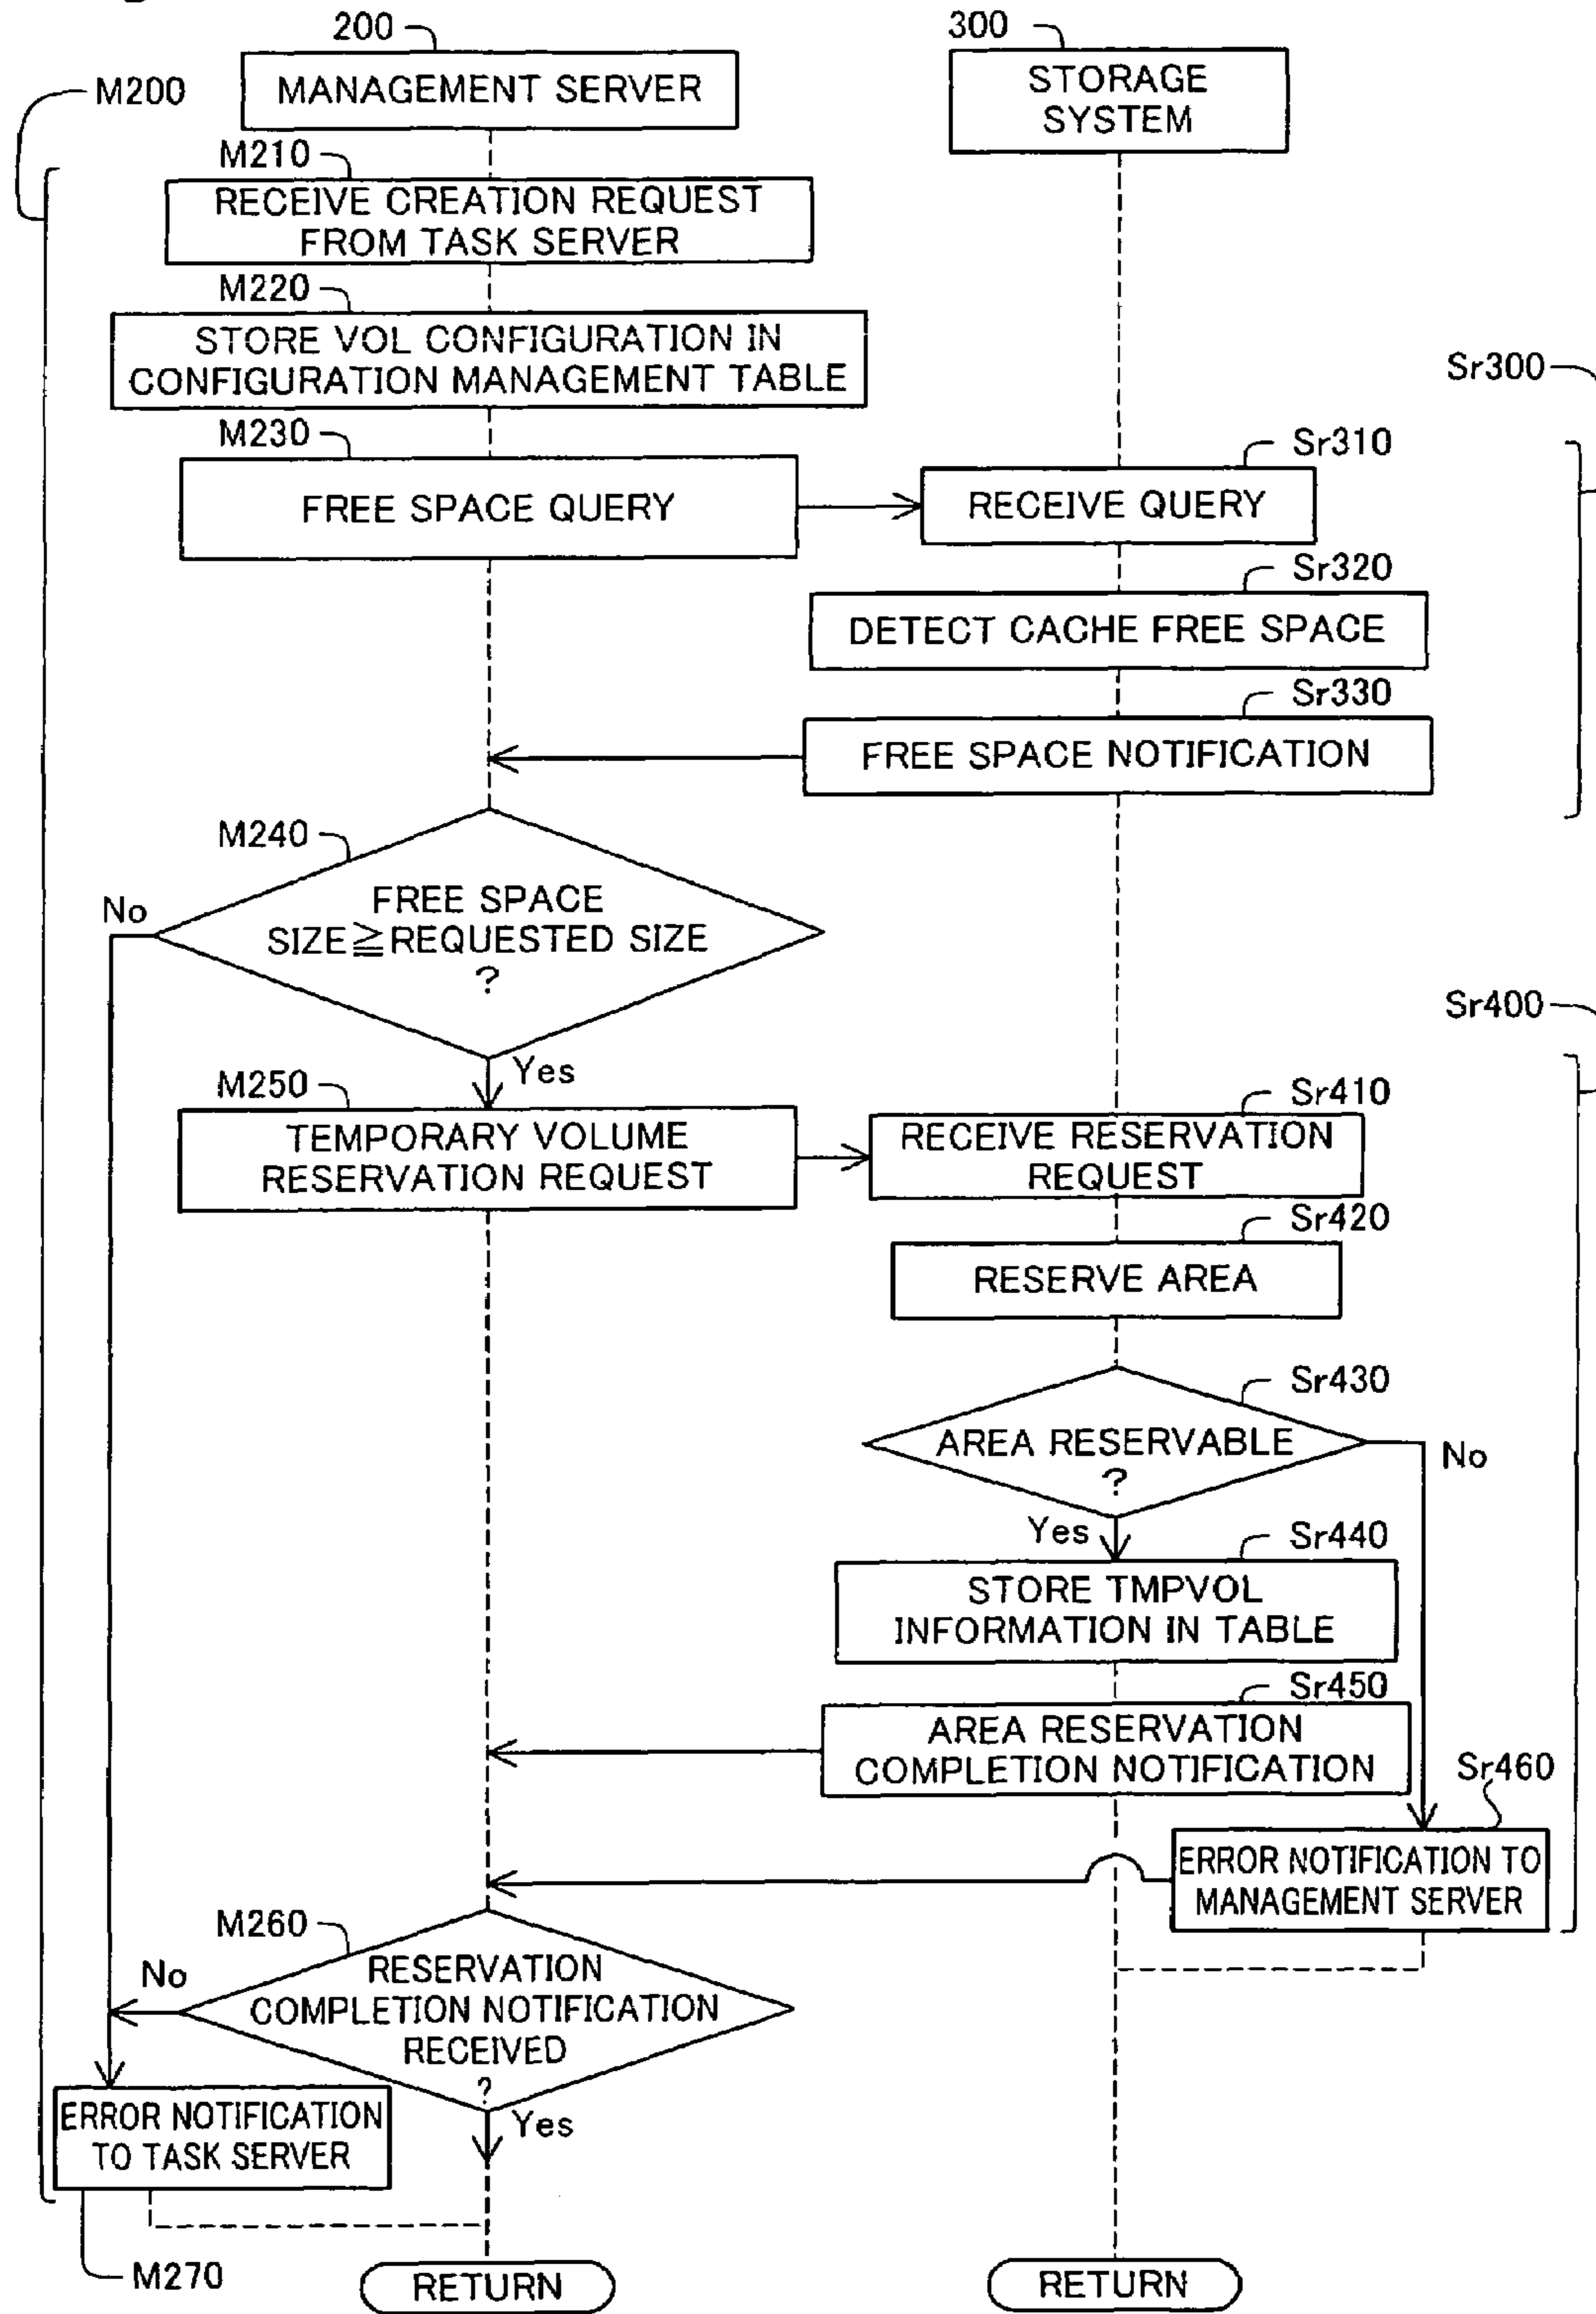 200
300
MANAGEMENT SERVER
STORAGE
SYSTEM
M200
M210
RECEIVE CREATION REQUEST
FROM TASK SERVER
M220
STORE VOL CONFIGURATION IN
CONFIGURATION MANAGEMENT TABLE
Sr300
M230
FREE SPACE QUERY
Sr310
RECEIVE QUERY
Sr320
DETECT CACHE FREE SPACE
Sr330
FREE SPACE NOTIFICATION
M240
No
FREE SPACE
SIZE≧REQUESTED SIZE
?
Yes
Sr400
M250
TEMPORARY VOLUME
RESERVATION REQUEST
Sr410
RECEIVE RESERVATION
REQUEST
Sr420
RESERVE AREA
Sr430
AREA RESERVABLE
?
No
Yes
Sr440
STORE TMPVOL
INFORMATION IN TABLE
Sr450
AREA RESERVATION
COMPLETION NOTIFICATION
Sr460
ERROR NOTIFICATION TO
MANAGEMENT SERVER
M260
No
RESERVATION
COMPLETION NOTIFICATION
RECEIVED
?
Yes
ERROR NOTIFICATION
TO TASK SERVER
M270
RETURN
RETURN